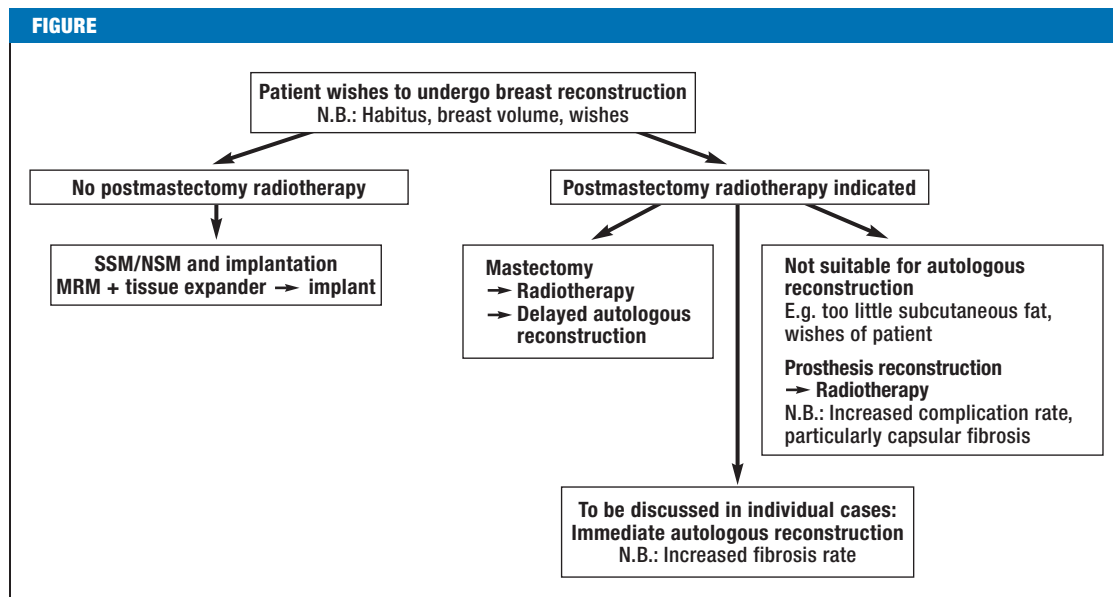 FIGURE
Patient wishes to undergo breast reconstruction
N.B.: Habitus, breast volume, wishes
No postmastectomy radiotherapy
Postmastectomy radiotherapy indicated
SSM/NSM and implantation
MRM + tissue expander → implant
Mastectomy
→ Radiotherapy
→ Delayed autologous
reconstruction
Not suitable for autologous
reconstruction
E.g. too little subcutaneous fat,
wishes of patient
Prosthesis reconstruction
→ Radiotherapy
N.B.: Increased complication rate,
particularly capsular fibrosis
To be discussed in individual cases:
Immediate autologous reconstruction
N.B.: Increased fibrosis rate